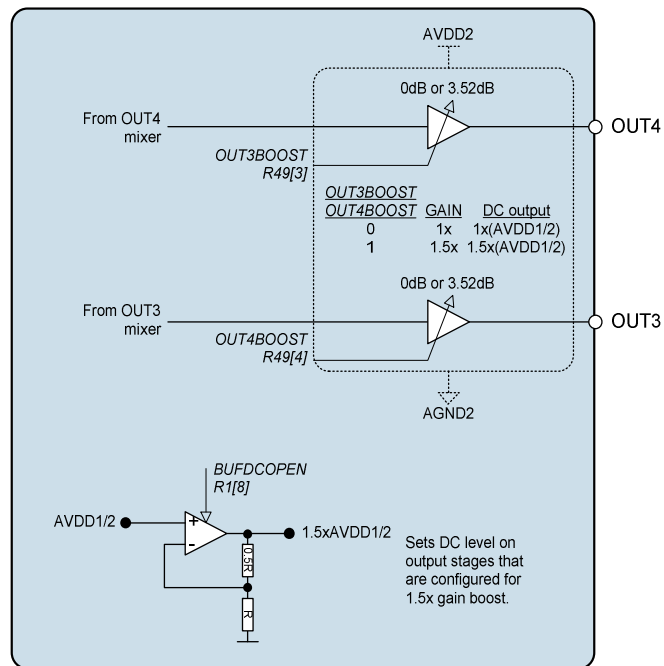 AVDD2
0dB or 3.52dB
From OUT4
mixer
OUT4
OUT3BOOST
R49[3]
OUT3BOOST
OUT4BOOST GAIN DC output
0 1x 1x(AVDD1/2)
1 1.5x 1.5x(AVDD1/2)
0dB or 3.52dB
From OUT3
mixer
OUT3
OUT4BOOST
R49[4]
AGND2
BUFDCOPEN
R1[8]
AVDD1/2
+
-
1.5xAVDD1/2
0.5R
R
Sets DC level on
output stages that
are configured for
1.5x gain boost.